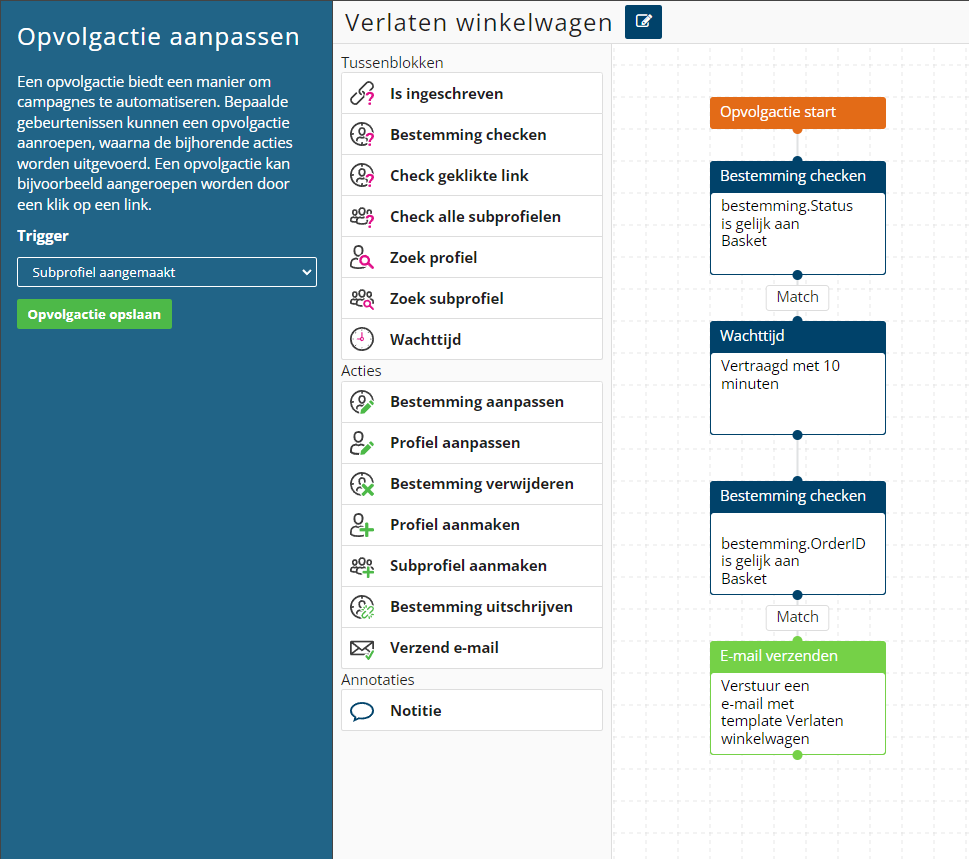 Opvolgactie aanpassen
Een opvolgactie biedt een manier om
campagnes te automatiseren. Bepaalde
gebeurtenissen kunnen een opvolgactie
aanroepen, waarna de bijhorende acties
worden uitgevoerd. Een opvolgactie kan
bijvoorbeeld aangeroepen worden door
een klik op een link.
Trigger
Subprofiel aangemaakt
Opvolgactie opslaan
Verlaten winkelwagen
Tussenblokken
Is ingeschreven
Bestemming checken
Check geklikte link
Check alle subprofielen
Zoek profiel
Zoek subprofiel
Wachttijd
Acties
Bestemming aanpassen
Profiel aanpassen
Bestemming verwijderen
Profiel aanmaken
Subprofiel aanmaken
Bestemming uitschrijven
Verzend e-mail
Annotaties
Notitie
Opvolgactie start
Bestemming checken
bestemming.Status
is gelijk aan
Basket
Match
Wachttijd
Vertraagd met 10
minuten
Bestemming checken
bestemming.OrderID
is gelijk aan
Basket
Match
E-mail verzenden
Verstuur een
e-mail met
template Verlaten
winkelwagen